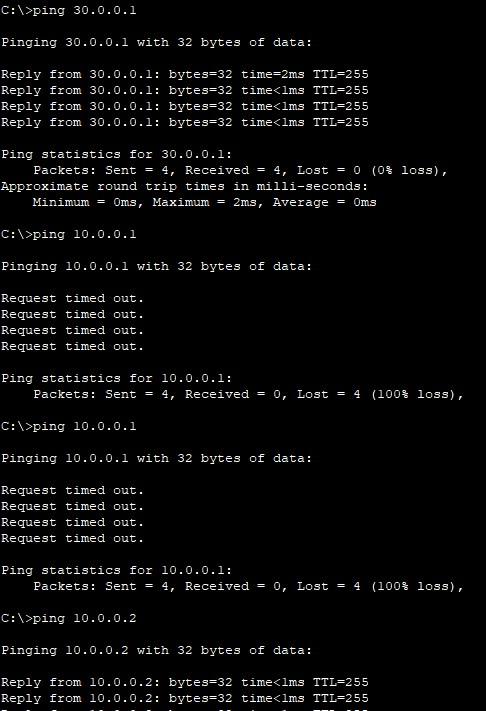 C:\>ping 30.0.0.1
Pinging 30.0.0.1 with 32 bytes of data:
Reply from 30.0.0.1: bytes=32 time=2ms TTL=255
Reply from 30.0.0.1: bytes=32 time<1ms TTL=255
Reply from 30.0.0.1: bytes=32 time<1ms TTL=255
Reply from 30.0.0.1: bytes=32 time<1ms TTL=255
Ping statistics for 30.0.0.1:
    Packets: Sent = 4, Received = 4, Lost = 0 (0% loss),
Approximate round trip times in milli-seconds:
    Minimum = 0ms, Maximum = 2ms, Average = 0ms
C:\>ping 10.0.0.1
Pinging 10.0.0.1 with 32 bytes of data:
Request timed out.
Request timed out.
Request timed out.
Request timed out.
Ping statistics for 10.0.0.1:
    Packets: Sent = 4, Received = 0, Lost = 4 (100% loss),
C:\>ping 10.0.0.1
Pinging 10.0.0.1 with 32 bytes of data:
Request timed out.
Request timed out.
Request timed out.
Request timed out.
Ping statistics for 10.0.0.1:
    Packets: Sent = 4, Received = 0, Lost = 4 (100% loss),
C:\>ping 10.0.0.2
Pinging 10.0.0.2 with 32 bytes of data:
Reply from 10.0.0.2: bytes=32 time<1ms TTL=255
Reply from 10.0.0.2: bytes=32 time<1ms TTL=255